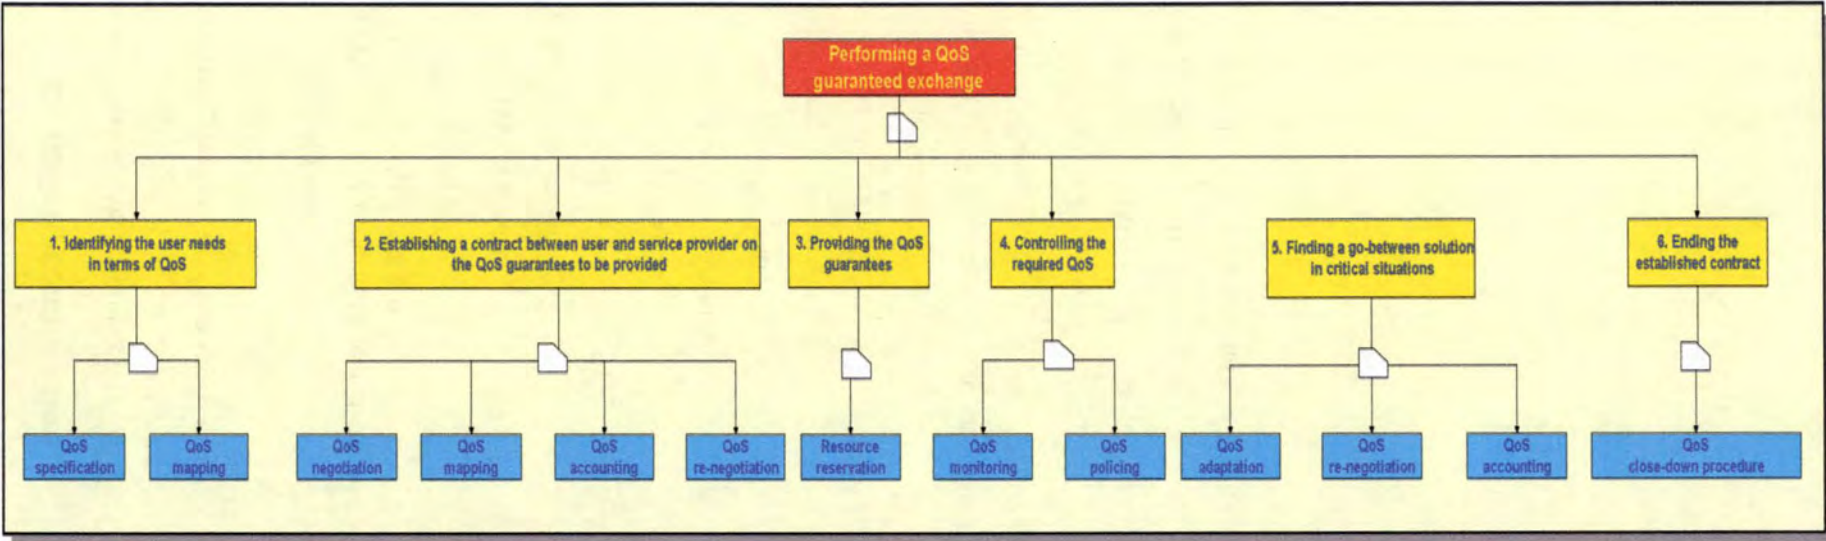 Performing a QoS
guaranteed exchange
1. Identifying the user needs
in terms of QoS
2. Establishing a contract between user and service provider on
the QoS guarantees to be provided
3. Providing the QoS
guarantees
4. Controlling the
required QoS
5. Finding a go-between solution
in critical situations
6. Ending the
established contract
QoS
specification
QoS
mapping
QoS
negotiation
QoS
mapping
QoS
accounting
QoS
re-negotiation
Resource
reservation
QoS
monitoring
QoS
policing
QoS
adaptation
QoS
re-negotiation
QoS
accounting
QoS
close-down procedure